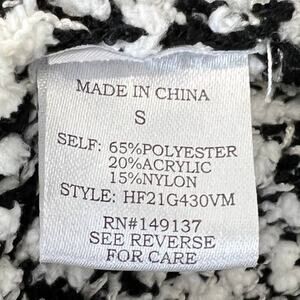 MADE IN CHINA
S
SELF: 65%POLYESTER
20%ACRYLIC
15%NYLON
STYLE: HF21G430VM
RN#149137
SEE REVERSE
FOR CARE